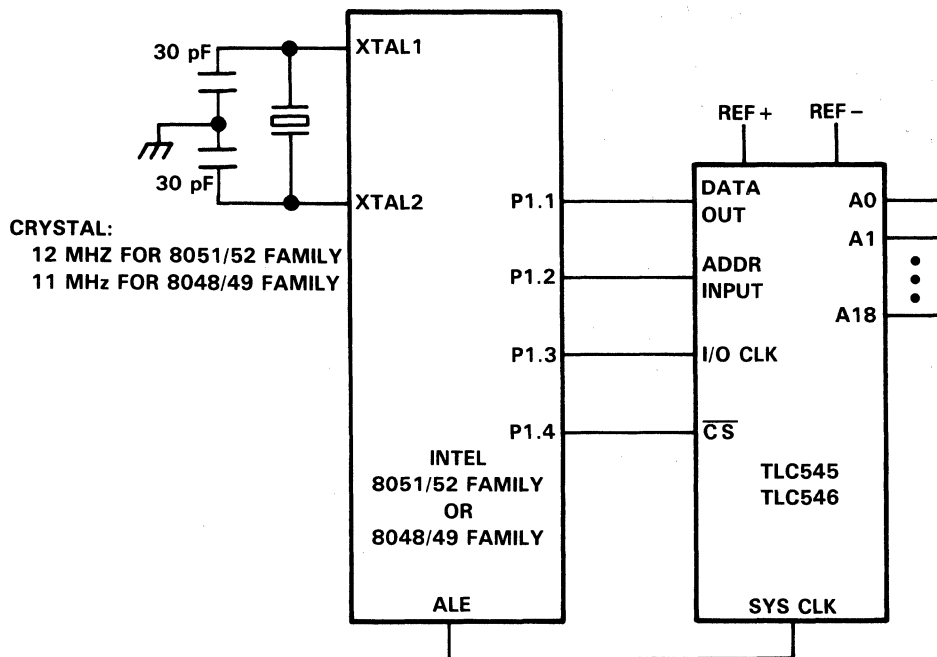 30 pF
XTAL1
REF+
REF−
30 pF
XTAL2
P1.1
DATA
OUT
A0
CRYSTAL:
12 MHZ FOR 8051/52 FAMILY
11 MHz FOR 8048/49 FAMILY
A1
P1.2
ADDR
INPUT
A18
P1.3
I/O CLK
P1.4
CS
INTEL
8051/52 FAMILY
OR
8048/49 FAMILY
TLC545
TLC546
ALE
SYS CLK